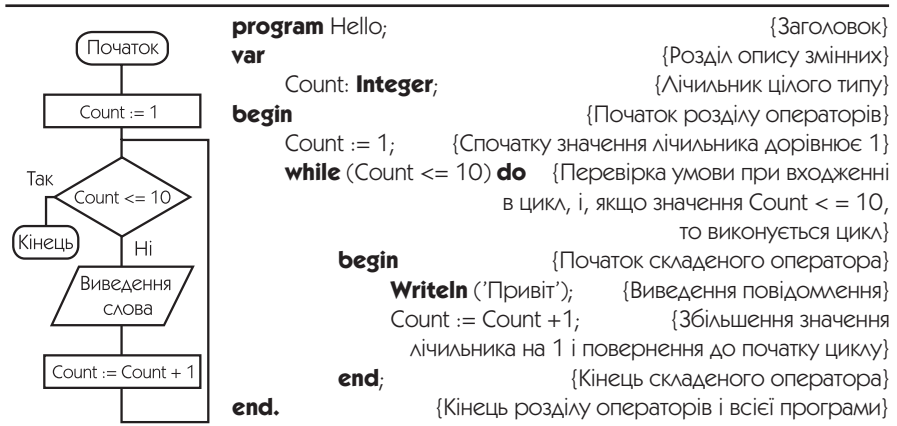 Початок
Count := 1
Так
Count <= 10
Кінець
Ні
Виведення
слова
Count := Count + 1
program Hello; {Заголовок}
var {Розділ опису змінних}
Count: Integer; {Лічильник цілого типу}
begin {Початок розділу операторів}
Count := 1; {Спочатку значення лічильника дорівнює 1}
while (Count <= 10) do {Перевірка умови при входженні
в цикл, і, якщо значення Count < = 10,
то виконується цикл}
begin {Початок складеного оператора}
Writeln ('Привіт'); {Виведення повідомлення}
Count := Count +1; {Збільшення значення
лічильника на 1 і повернення до початку циклу}
end; {Кінець складеного оператора}
end. {Кінець розділу операторів і всієї програми}